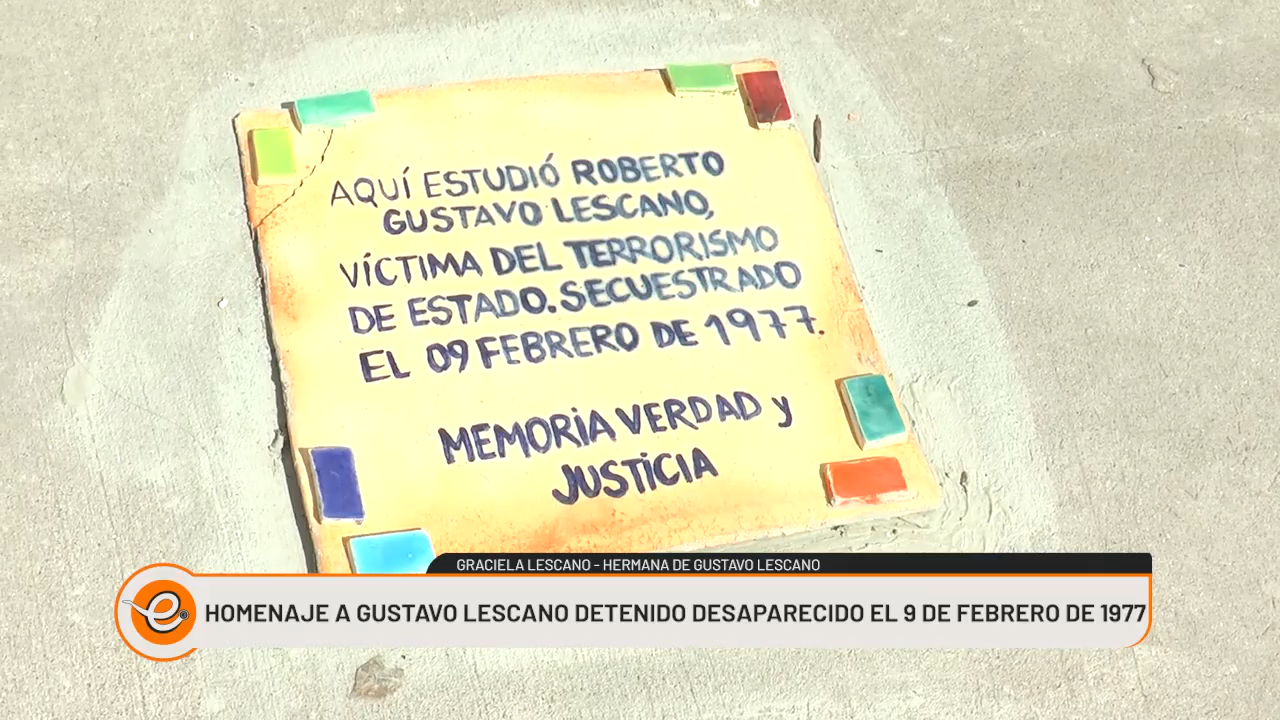 AQUÍ ESTUDIÓ ROBERTO
GUSTAVO LESCANO,
VÍCTIMA DEL TERRORISMO
DE ESTADO. SECUESTRADO
EL 09 FEBRERO DE 1977.
MEMORIA VERDAD y
JUSTICIA
GRACIELA LESCANO - HERMANA DE GUSTAVO LESCANO
e
HOMENAJE A GUSTAVO LESCANO DETENIDO DESAPARECIDO EL 9 DE FEBRERO DE 1977